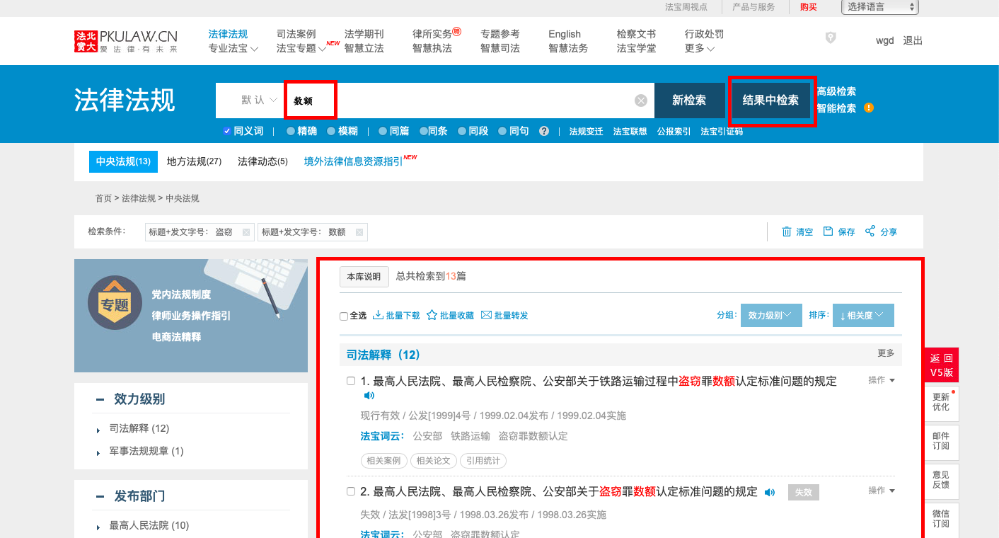 法宝周视点 产品与服务 购买 选择语言
北大法宝 PKULAW.CN 爱法律·有未来
法律法规 司法案例 法学期刊 律所实务 聘 专题参考 English 检察文书 行政处罚
专业法宝 法宝专题 NEW 智慧立法 智慧执法 智慧司法 智慧法务 法宝学堂 更多
wgd 退出
法律法规 默认 数额 新检索 结果中检索 高级检索
智能检索 !
同义词 | 精确 模糊 | 同篇 同条 同段 同句 ? | 法规变迁 法宝联想 公报索引 法宝引证码
中央法规(13) 地方法规(27) 法律动态(5) 境外法律信息资源指引 NEW
首页 > 法律法规 > 中央法规
检索条件： 标题+发文字号： 盗窃 标题+发文字号： 数额 清空 保存 分享
专题
党内法规制度
律师业务操作指引
电商法精释
效力级别
司法解释 (12)
军事法规规章 (1)
发布部门
最高人民法院 (10)
本库说明 总共检索到13篇
全选 批量下载 批量收藏 批量转发 分组： 效力级别 排序： ↓相关度
司法解释（12） 更多
1. 最高人民法院、最高人民检察院、公安部关于铁路运输过程中盗窃罪数额认定标准问题的规定 操作
现行有效 / 公发[1999]4号 / 1999.02.04发布 / 1999.02.04实施
法宝词云： 公安部 铁路运输 盗窃罪数额认定
相关案例 相关论文 引用统计
2. 最高人民法院、最高人民检察院、公安部关于盗窃罪数额认定标准问题的规定 失效 操作
失效 / 法发[1998]3号 / 1998.03.26发布 / 1998.03.26实施
法宝词云： 公安部 盗窃罪数额认定
返 回
V5版
更新
优化
邮件
订阅
意见
反馈
微信
订阅